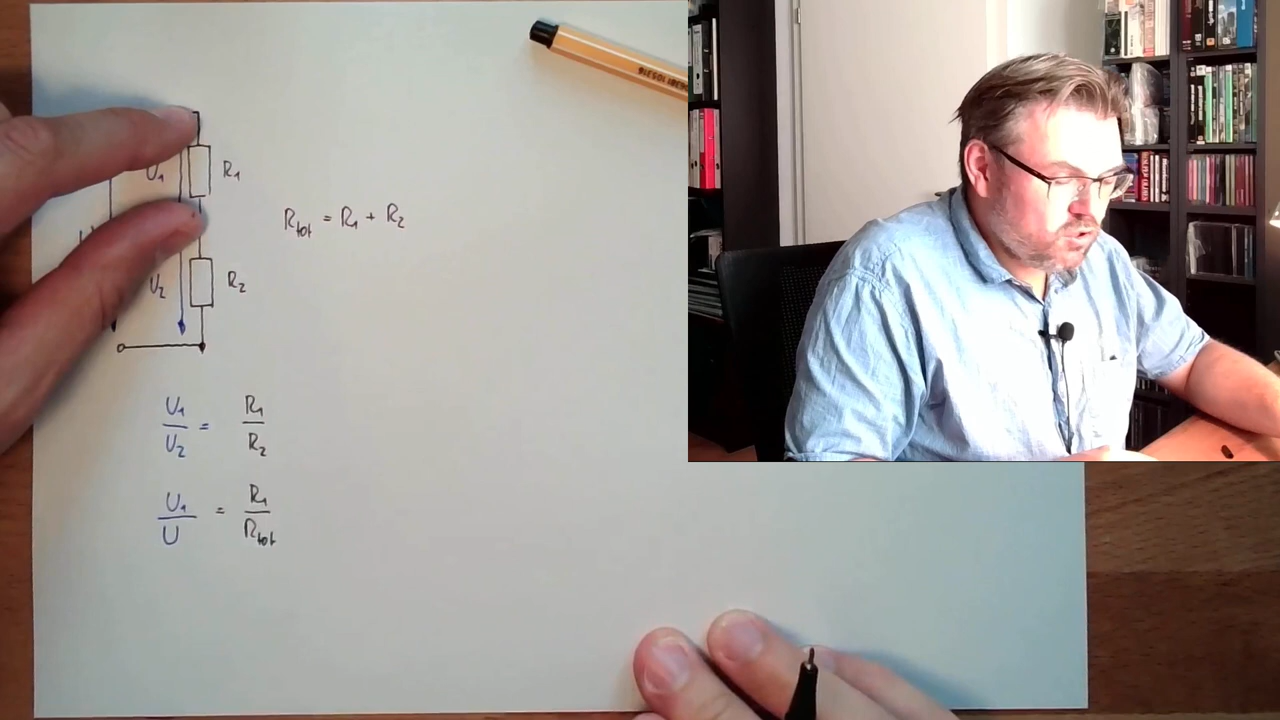 U₁
R₁
Rtot = R₁ + R₂
U₂
R₂
U₁/U₂ = R₁/R₂
U₁/U = R₁/Rtot